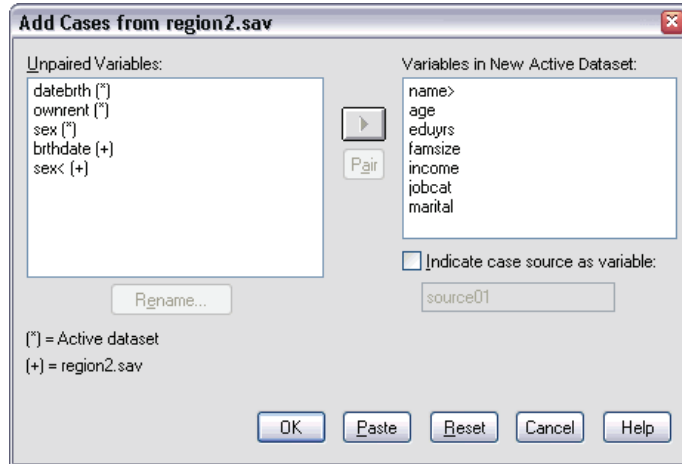 Add Cases from region2.sav
Unpaired Variables:
datebrth (*)
ownrent (*)
sex (*)
brthdate (+)
sex< (+)
Rename...
(*) = Active dataset
(+) = region2.sav
Pair
Variables in New Active Dataset:
name>
age
eduyrs
famsize
income
jobcat
marital
Indicate case source as variable:
source01
OK
Paste
Reset
Cancel
Help